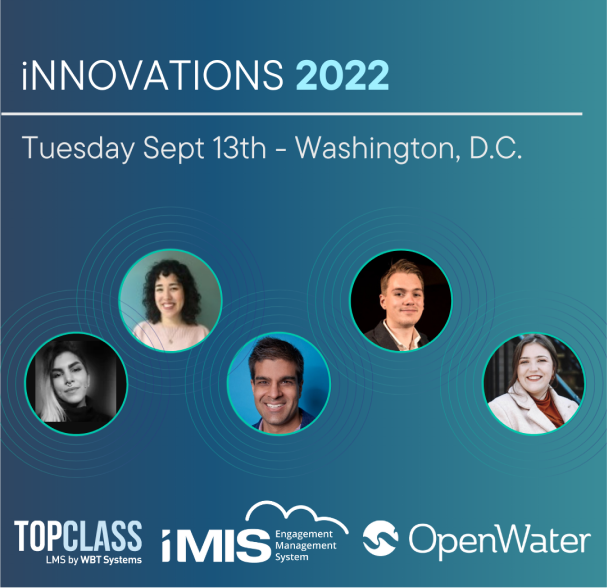 iNNOVATIONS 2022
Tuesday Sept 13th - Washington, D.C.
TOPCLASS
LMS by WBT Systems
iMIS
Engagement
Management
System
OpenWater